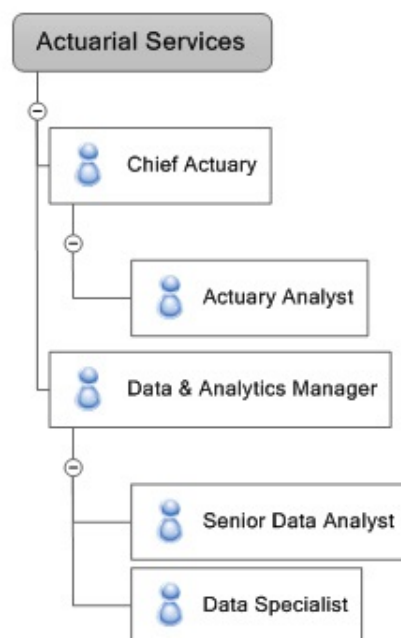 Actuarial Services
Chief Actuary
Actuary Analyst
Data & Analytics Manager
Senior Data Analyst
Data Specialist